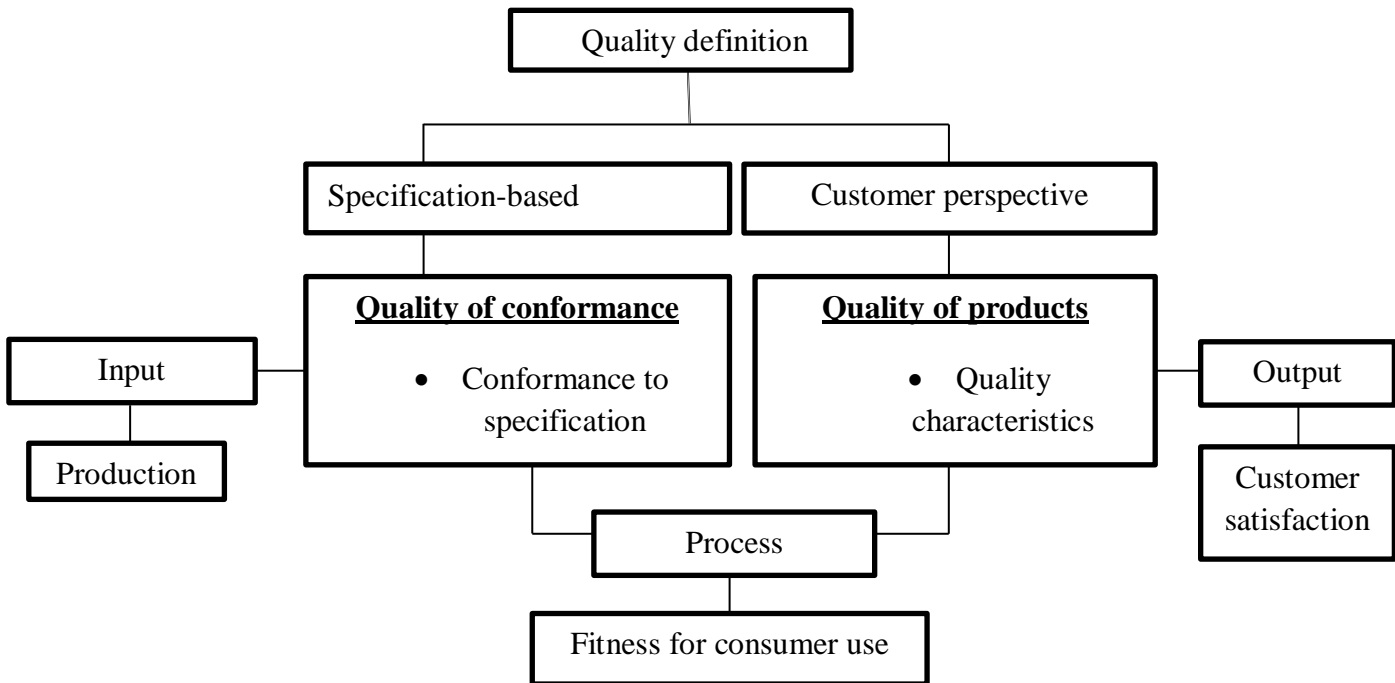 Quality definition
Specification-based
Customer perspective
Quality of conformance
• Conformance to
specification
Quality of products
• Quality
characteristics
Input
Production
Output
Customer
satisfaction
Process
Fitness for consumer use